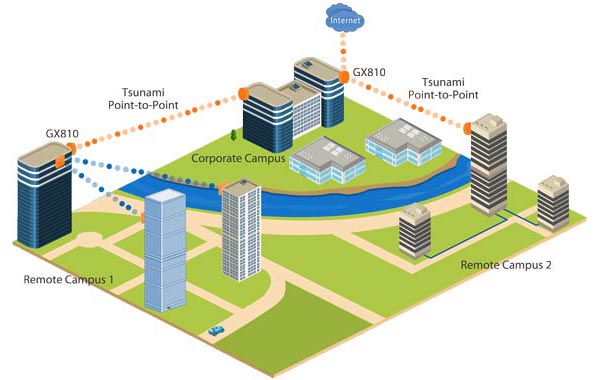 Internet
GX810
Tsunami
Point-to-Point
Tsunami
Point-to-Point
GX810
Corporate Campus
Remote Campus 1
Remote Campus 2